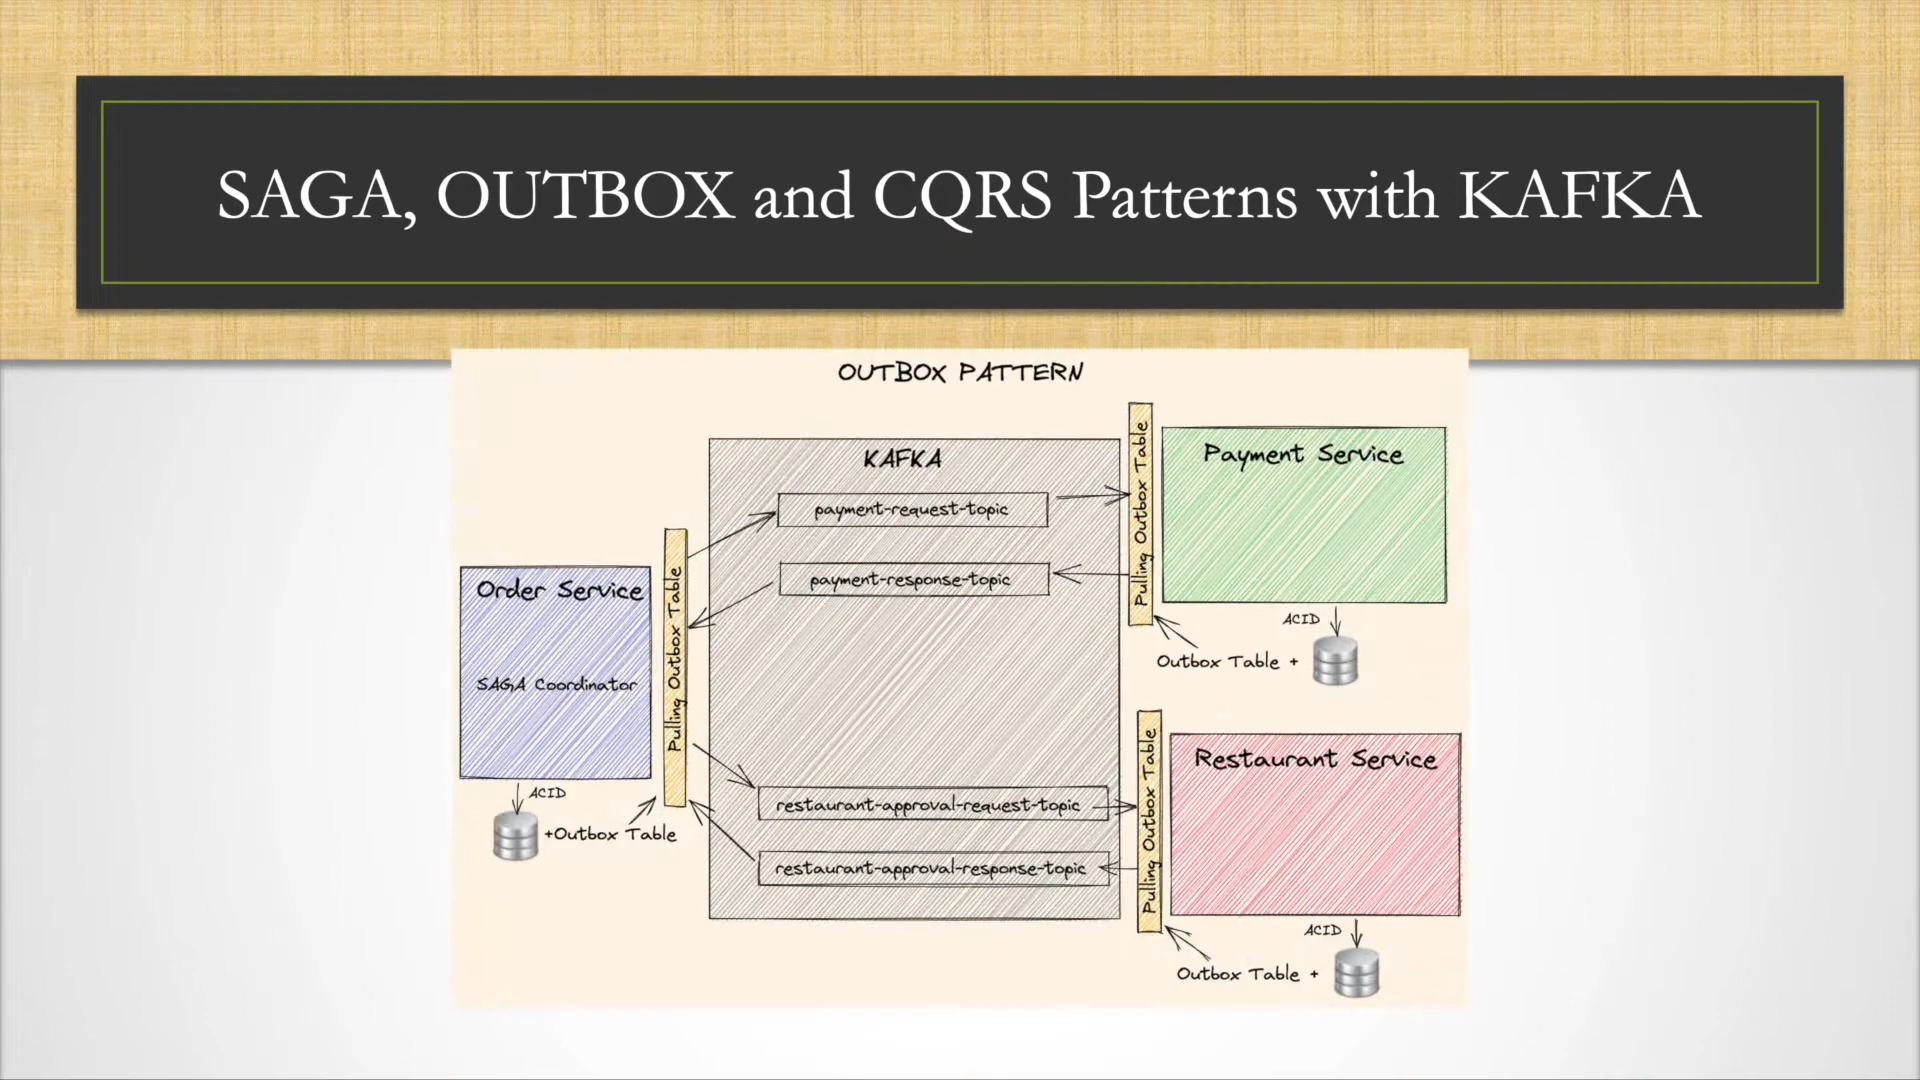 SAGA, OUTBOX and CQRS Patterns with KAFKA
OUTBOX PATTERN
KAFKA
payment-request-topic
payment-response-topic
restaurant-approval-request-topic
restaurant-approval-response-topic
Order Service
SAGA Coordinator
Pulling Outbox Table
ACID
+Outbox Table
Pulling Outbox Table
Payment Service
ACID
Outbox Table +
Pulling Outbox Table
Restaurant Service
ACID
Outbox Table +